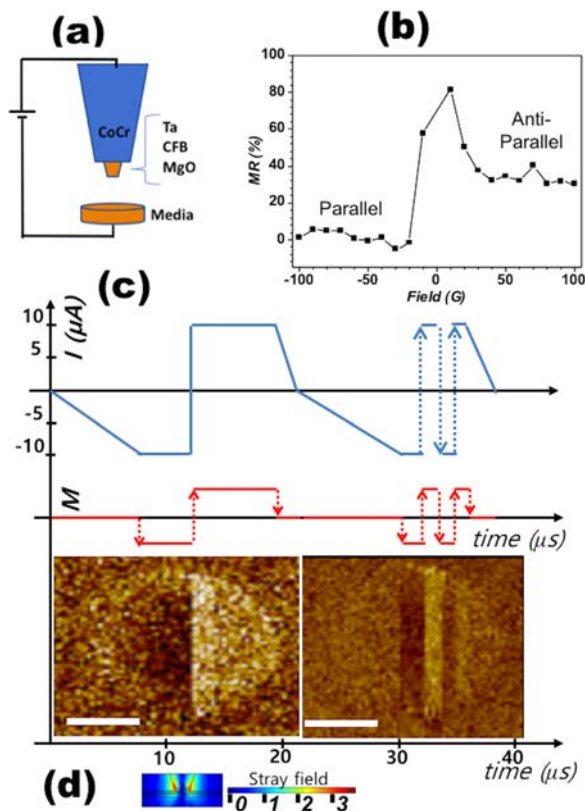 (a)
CoCr
Ta
CFB
MgO
Media
(b)
100
80
60
40
20
0
MR (%)
Parallel
Anti-
Parallel
-100
-50
0
50
100
Field (G)
(c)
10
5
-5
-10
I (μA)
M
time (μs)
10
20
30
40
time (μs)
(d)
Stray field
0
1
2
3